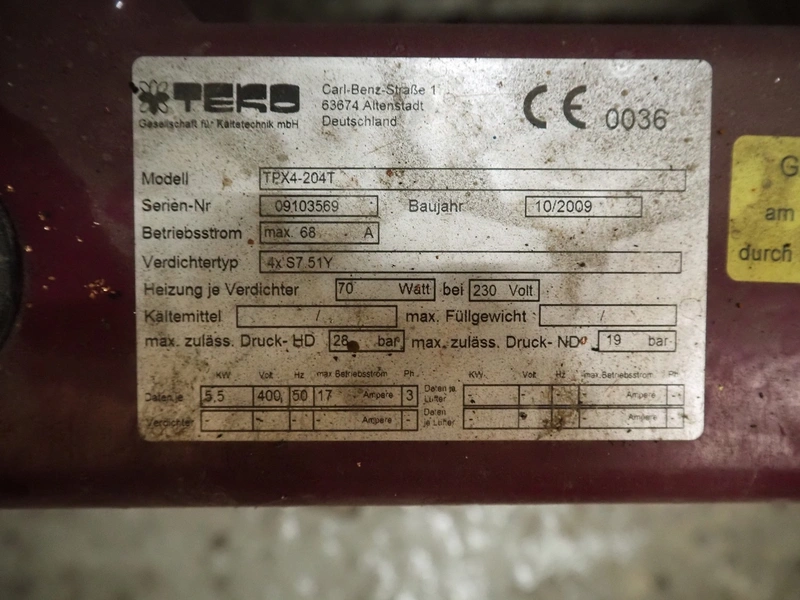 TEKO
Gesellschaft für Kältetechnik mbH
Carl-Benz-Straße 1
63674 Altenstadt
Deutschland
CE 0036
Modell TPX4-204T
Serien-Nr 09103569 Baujahr 10/2009
Betriebsstrom max. 68 A
Verdichtertyp 4x S7 51Y
Heizung je Verdichter 70 Watt bei 230 Volt
Kältemittel / max. Füllgewicht /
max. zuläss. Druck- HD 28 bar max. zuläss. Druck- ND 19 bar
KW Volt Hz max Betriebsstrom Ph KW. Volt Hz max. Betriebsstrom Ph.
Daten je 5,5 400 50 17 Ampere 3 Daten je Lüfter - - - - Ampere -
Verdichter - - - - Ampere - Daten je Lüfter - - - - Ampere -
G
am
durch